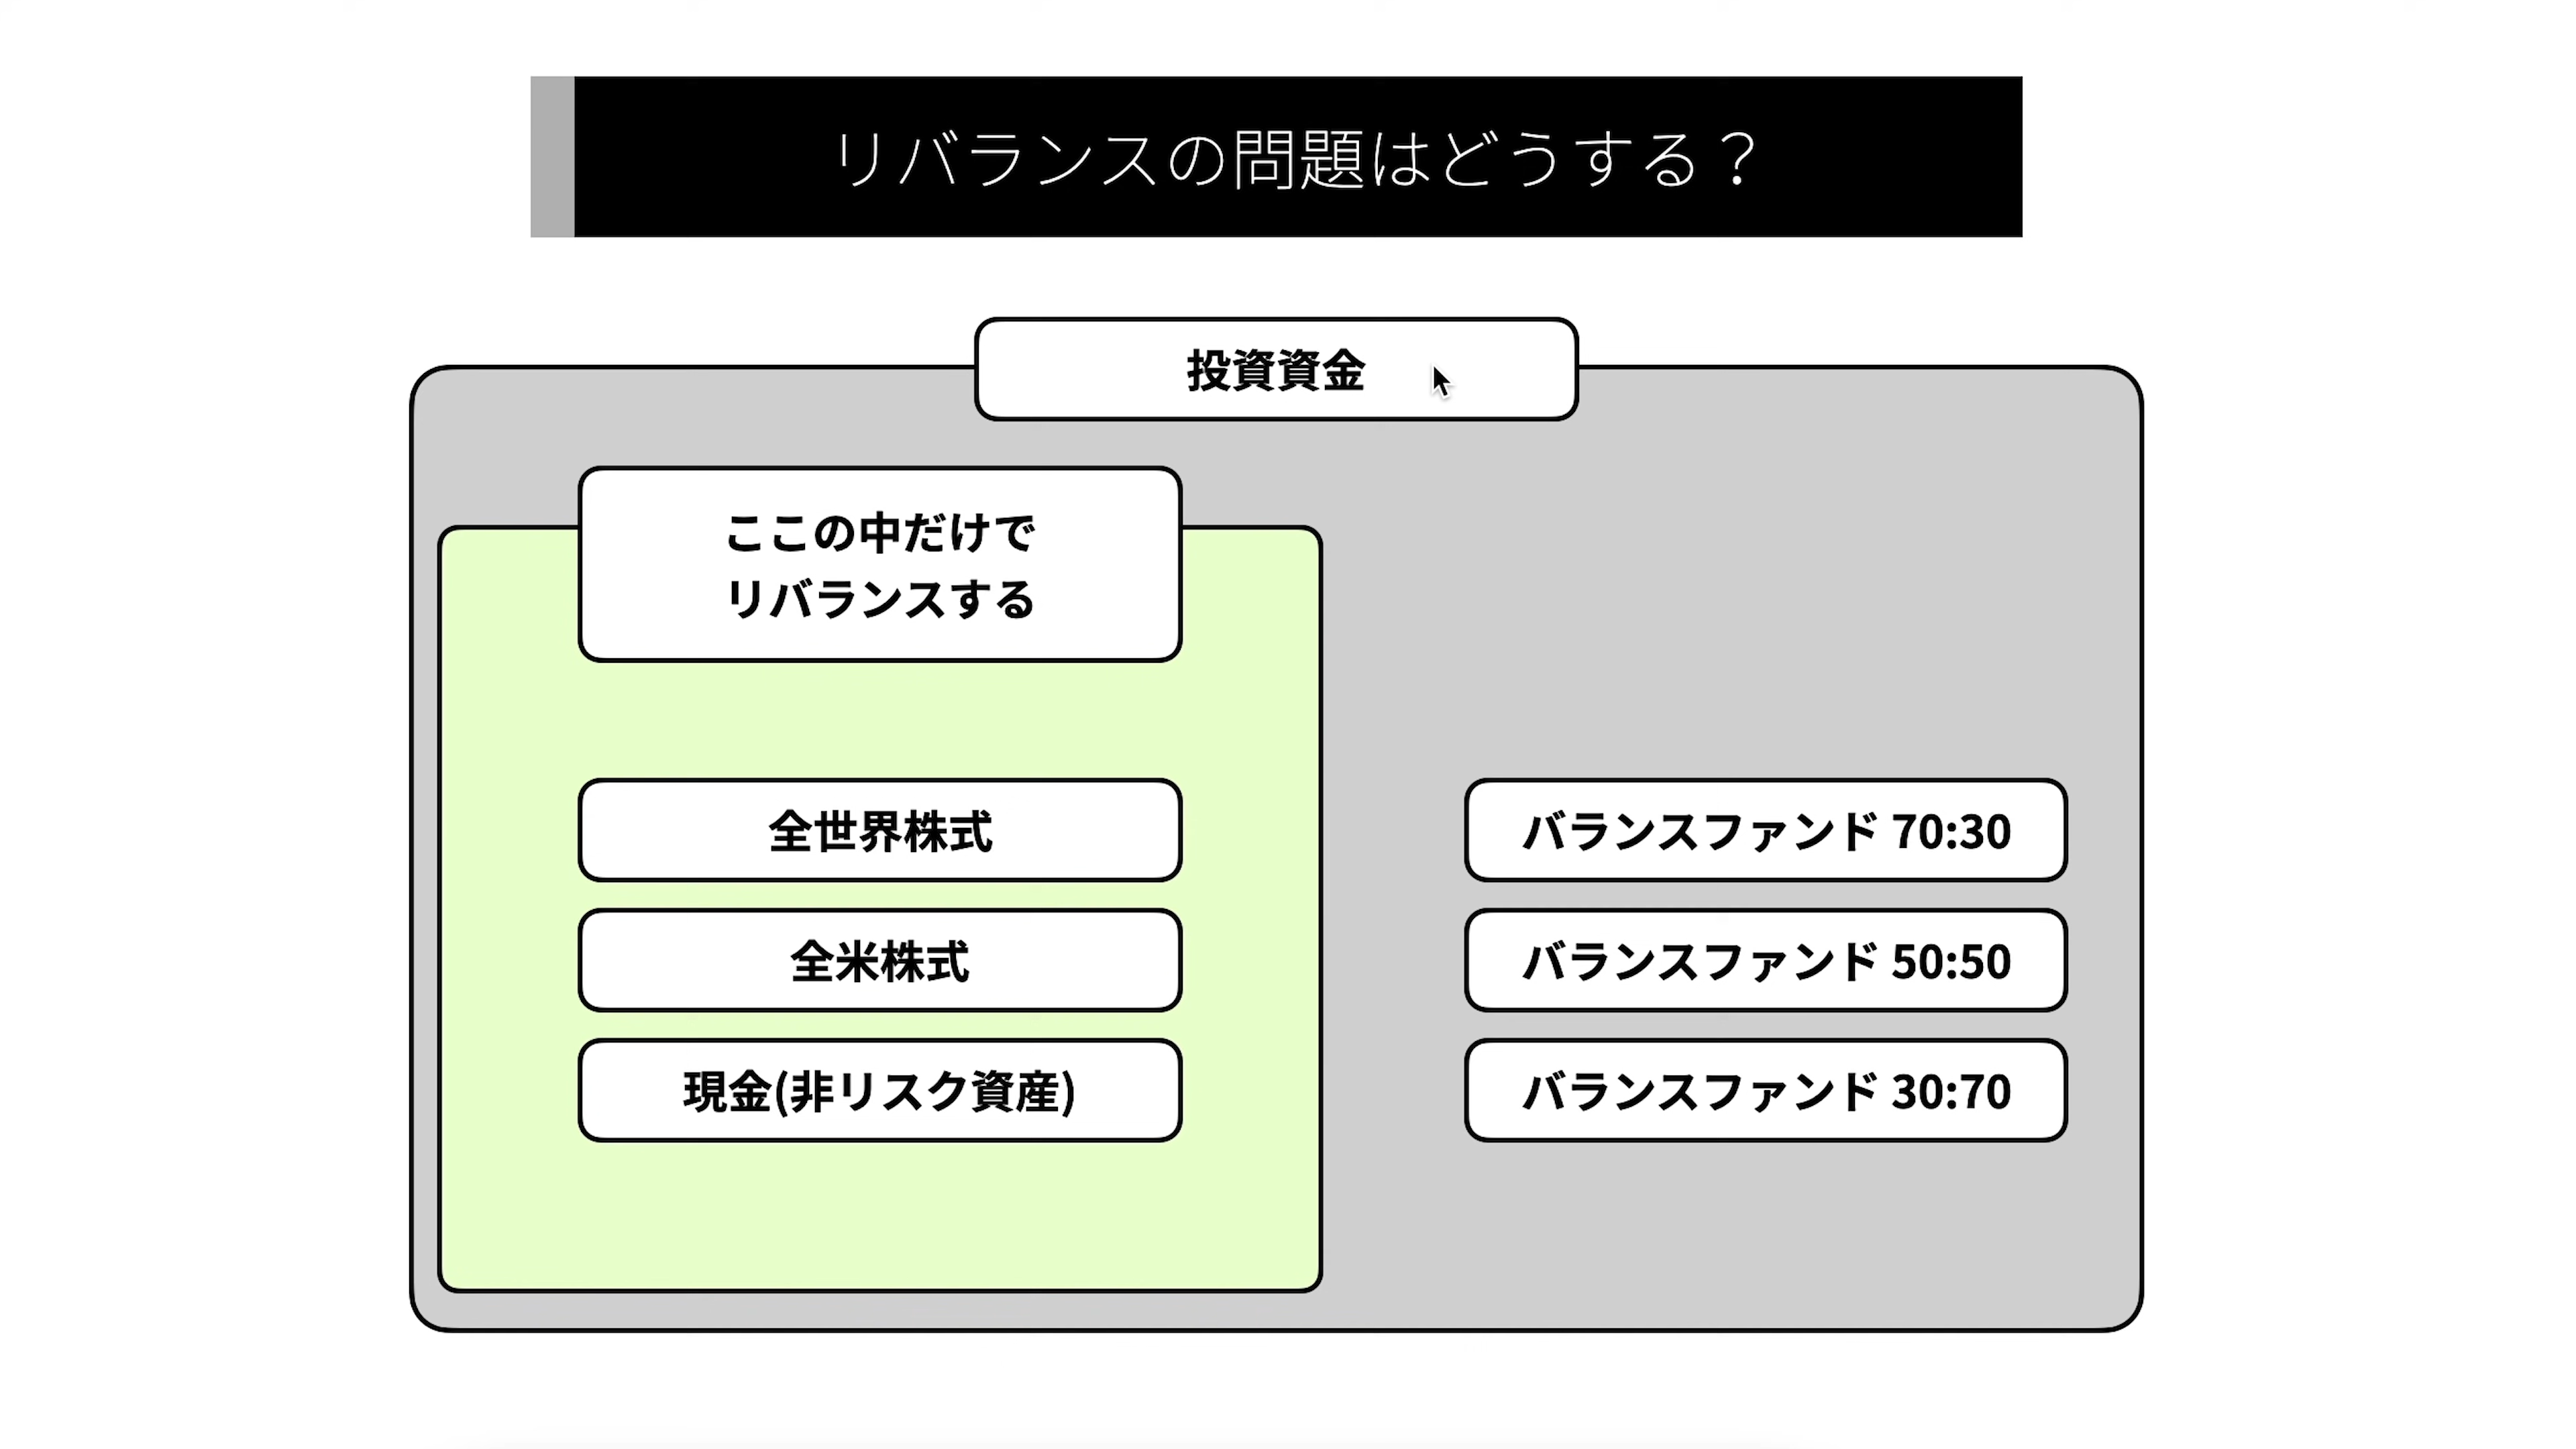 リバランスの問題はどうする？
投資資金
ここの中だけで
リバランスする
全世界株式
全米株式
現金(非リスク資産)
バランスファンド 70:30
バランスファンド 50:50
バランスファンド 30:70